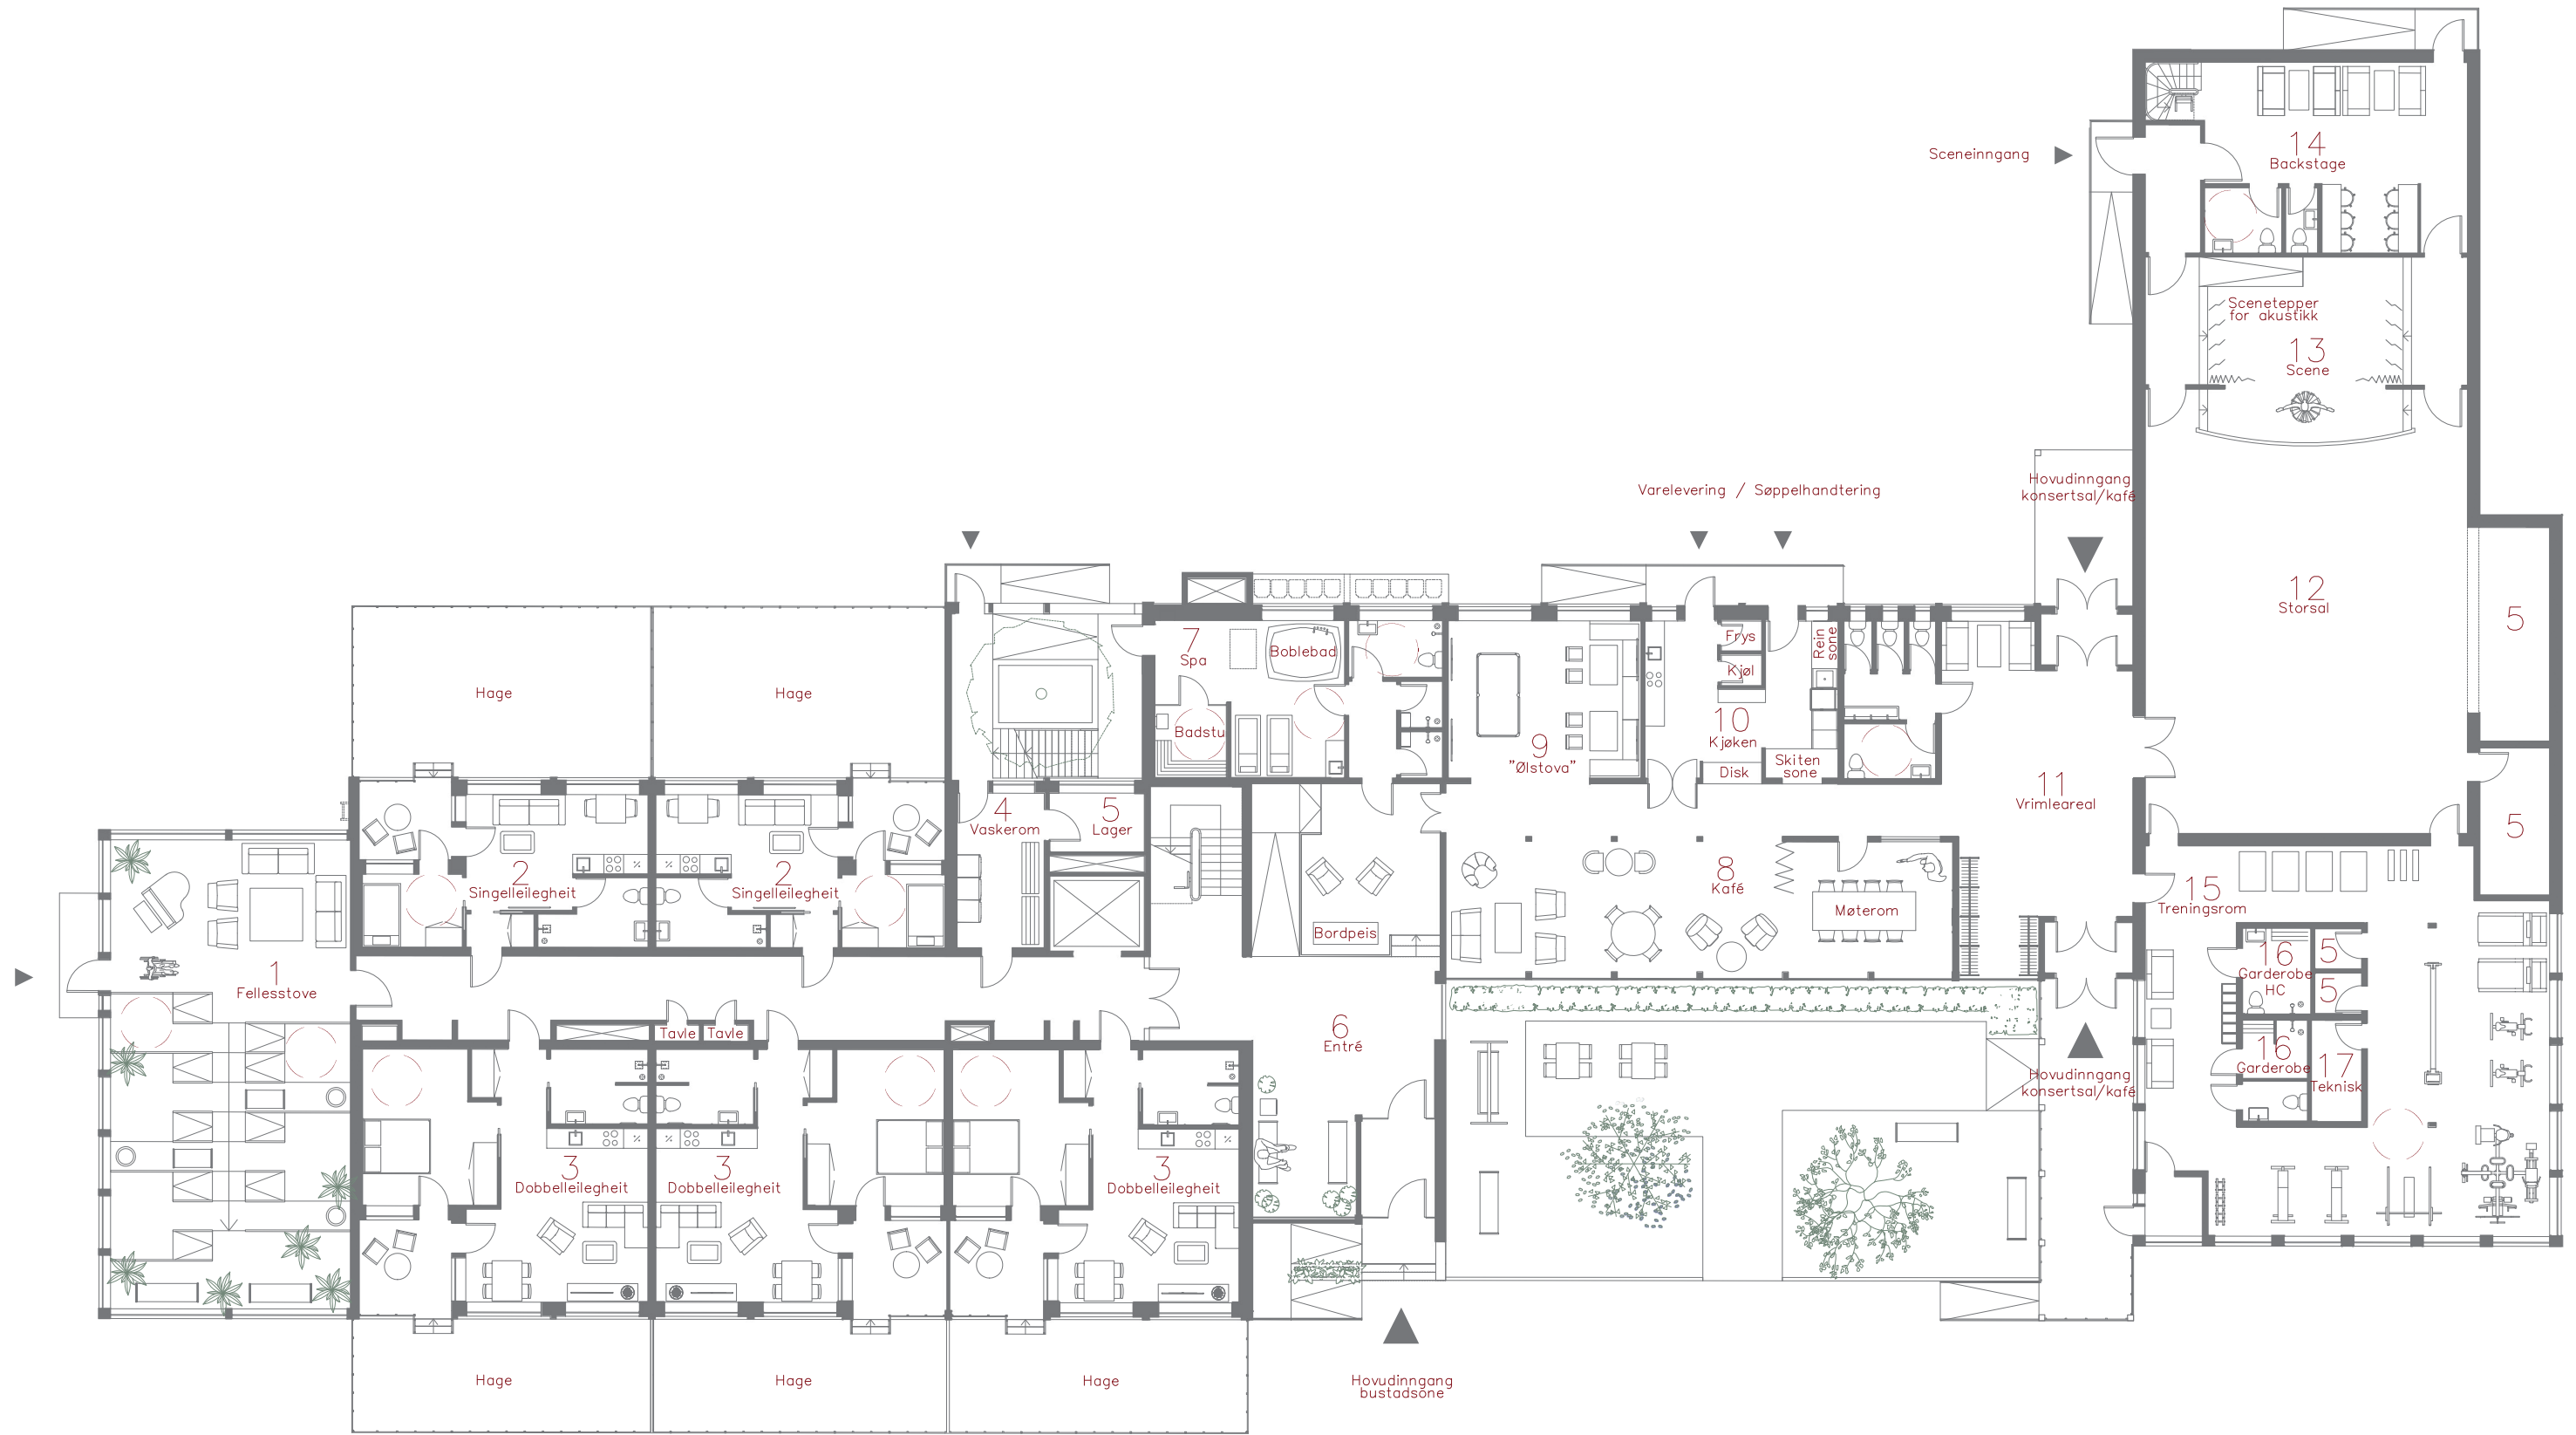 14
Backstage
Sceneinngang
Scenetepper
for akustikk
13
Scene
Hovudinngang
konsertsal/kafé
Varelevering / Søppelhandtering
12
Storsal
5
5
7
Spa
Boblebad
Badstu
9
"Ølstova"
Frys
Kjøl
Rein
sone
10
Kjøken
Disk
Skiten
sone
11
Vrimleareal
Hage
Hage
2
Singelleilegheit
2
Singelleilegheit
4
Vaskerom
5
Lager
Bordpeis
8
Kafé
Møterom
15
Treningsrom
16
Garderobe
HC
5
5
16
Garderobe
17
Teknisk
1
Fellesstove
Tavle
Tavle
6
Entré
Hovudinngang
konsertsal/kafé
3
Dobbelleilegheit
3
Dobbelleilegheit
3
Dobbelleilegheit
Hage
Hage
Hage
Hovudinngang
bustadsone